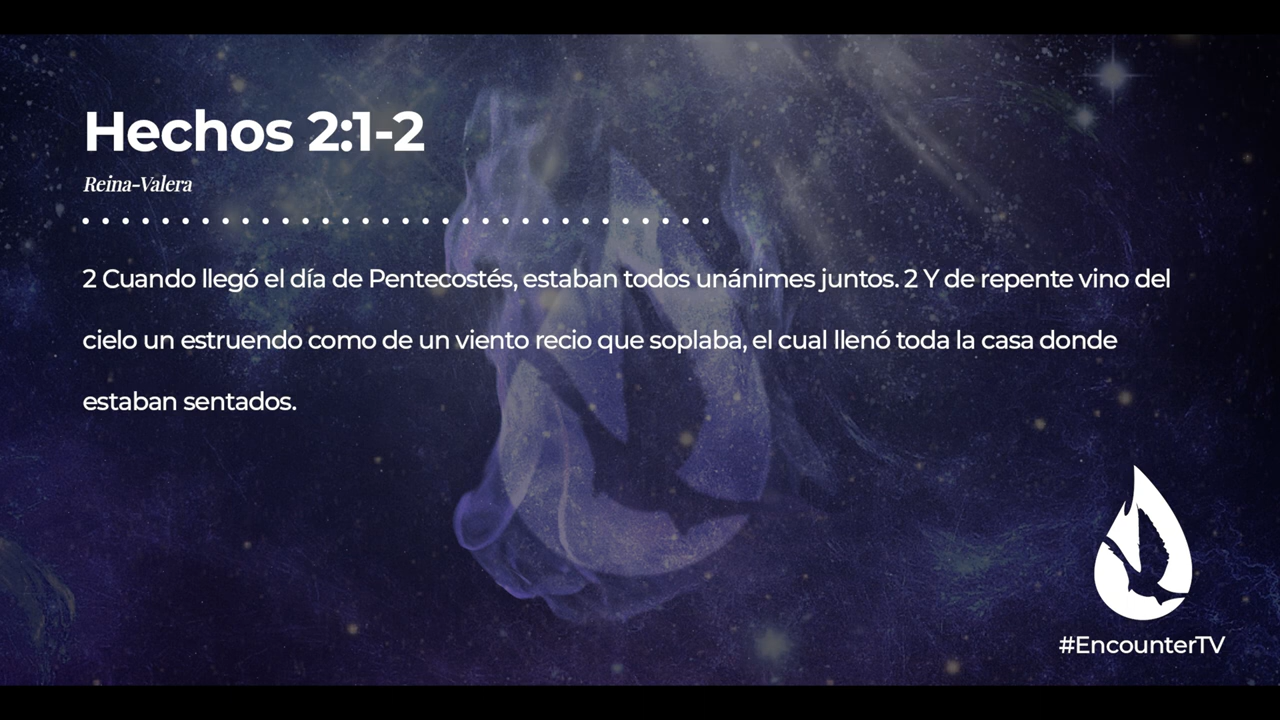 Hechos 2:1-2
Reina-Valera
2 Cuando llegó el día de Pentecostés, estaban todos unánimes juntos. 2 Y de repente vino del
cielo un estruendo como de un viento recio que soplaba, el cual llenó toda la casa donde
estaban sentados.
#EncounterTV